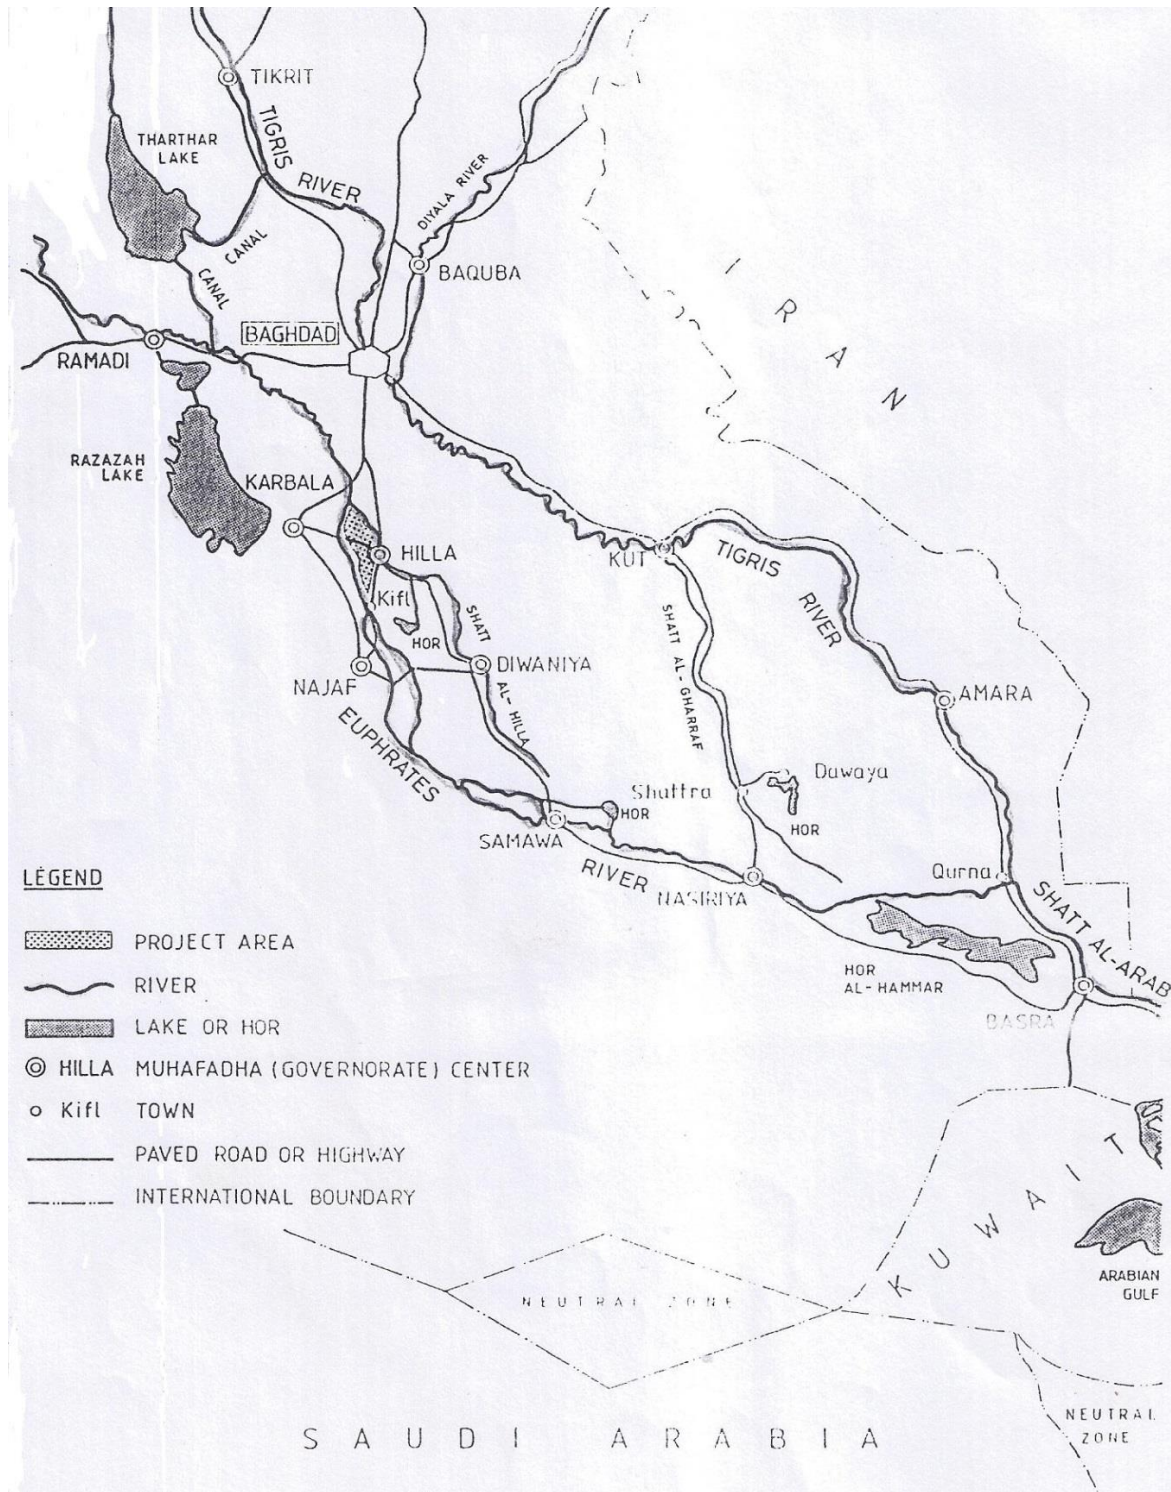 TIKRIT
THARTHAR
LAKE
TIGRIS
RIVER
DIYALA RIVER
CANAL
CANAL
BAQUBA
BAGHDAD
RAMADI
I R A N
RAZAZAH
LAKE
KARBALA
HILLA
KUT
TIGRIS
RIVER
Kifl
HOR
SHATT
AL-HILLA
SHATT AL-GHARRAF
NAJAF
DIWANIYA
AMARA
EUPHRATES
Shattra
Dawaya
HOR
HOR
SAMAWA
RIVER
NASIRIYA
Qurna
SHATT AL-ARAB
HOR
AL-HAMMAR
BASRA
LEGEND
PROJECT AREA
RIVER
LAKE OR HOR
HILLA MUHAFADHA (GOVERNORATE) CENTER
Kifl TOWN
PAVED ROAD OR HIGHWAY
INTERNATIONAL BOUNDARY
KUWAIT
ARABIAN
GULF
NEUTRAL ZONE
NEUTRAL
ZONE
SAUDI ARABIA